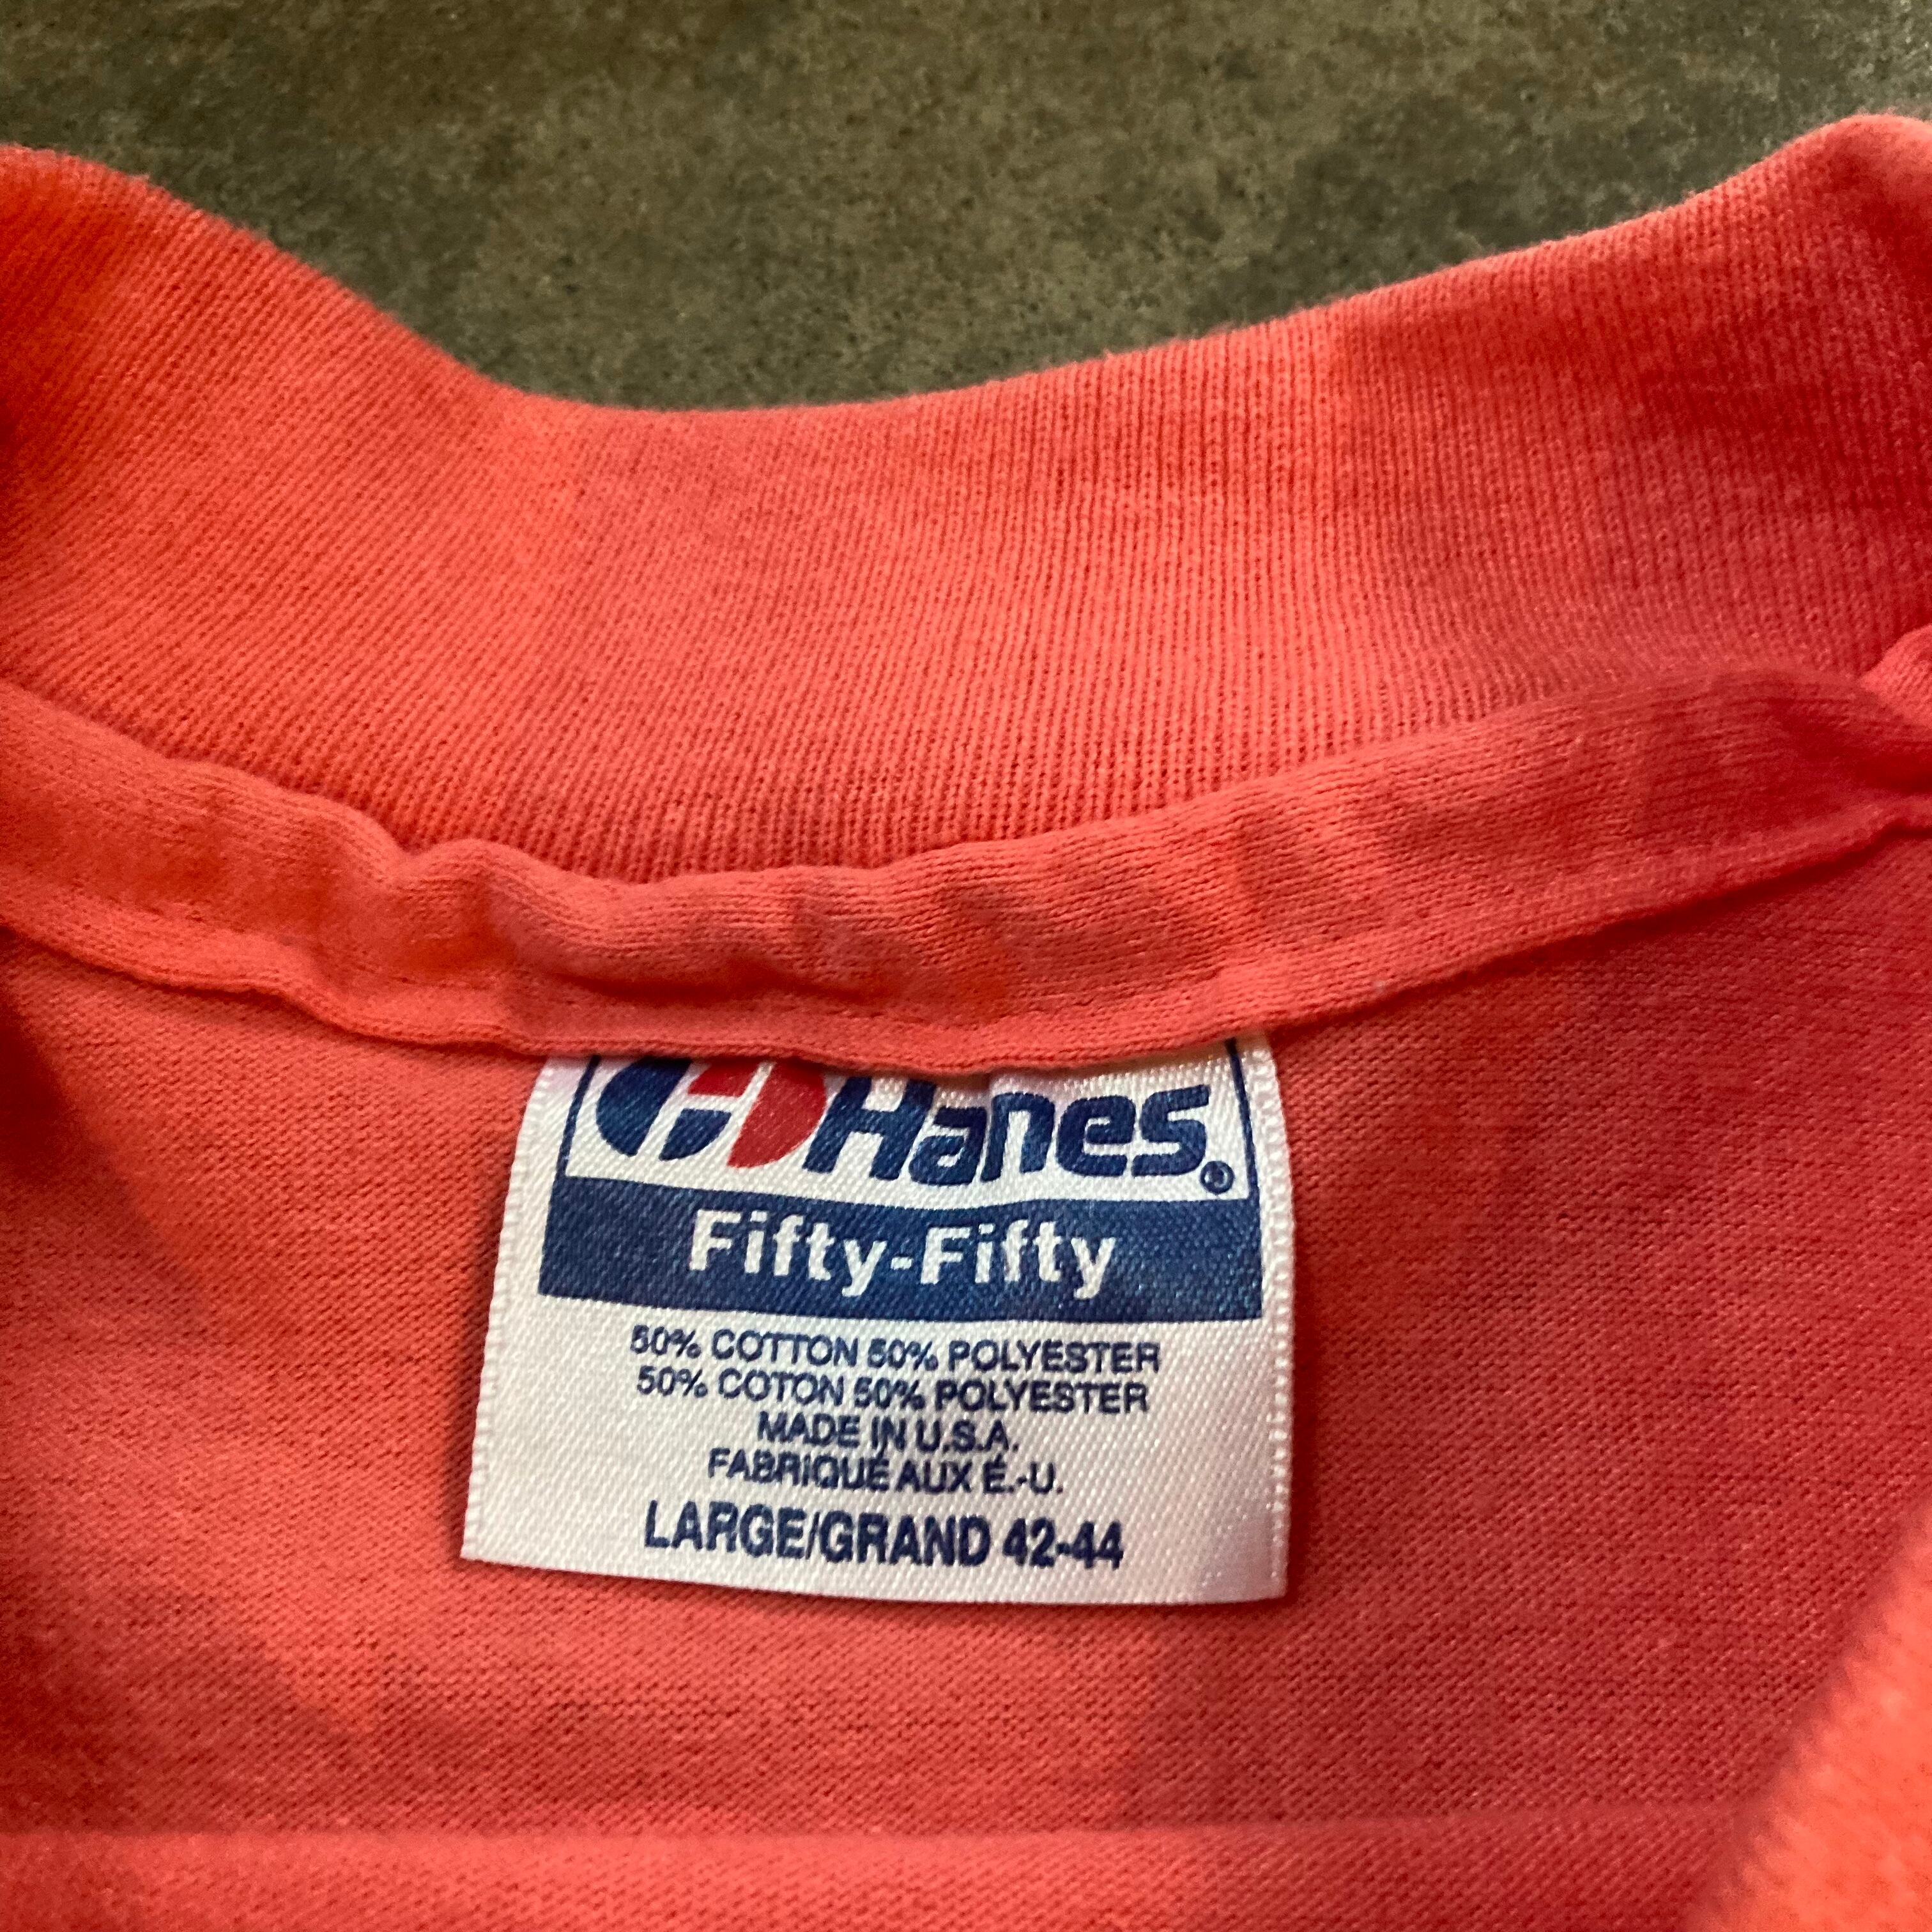 Hanes®
Fifty-Fifty
50% COTTON 50% POLYESTER
50% COTON 50% POLYESTER
MADE IN U.S.A.
FABRIQUÉ AUX É.-U.
LARGE/GRAND 42-44